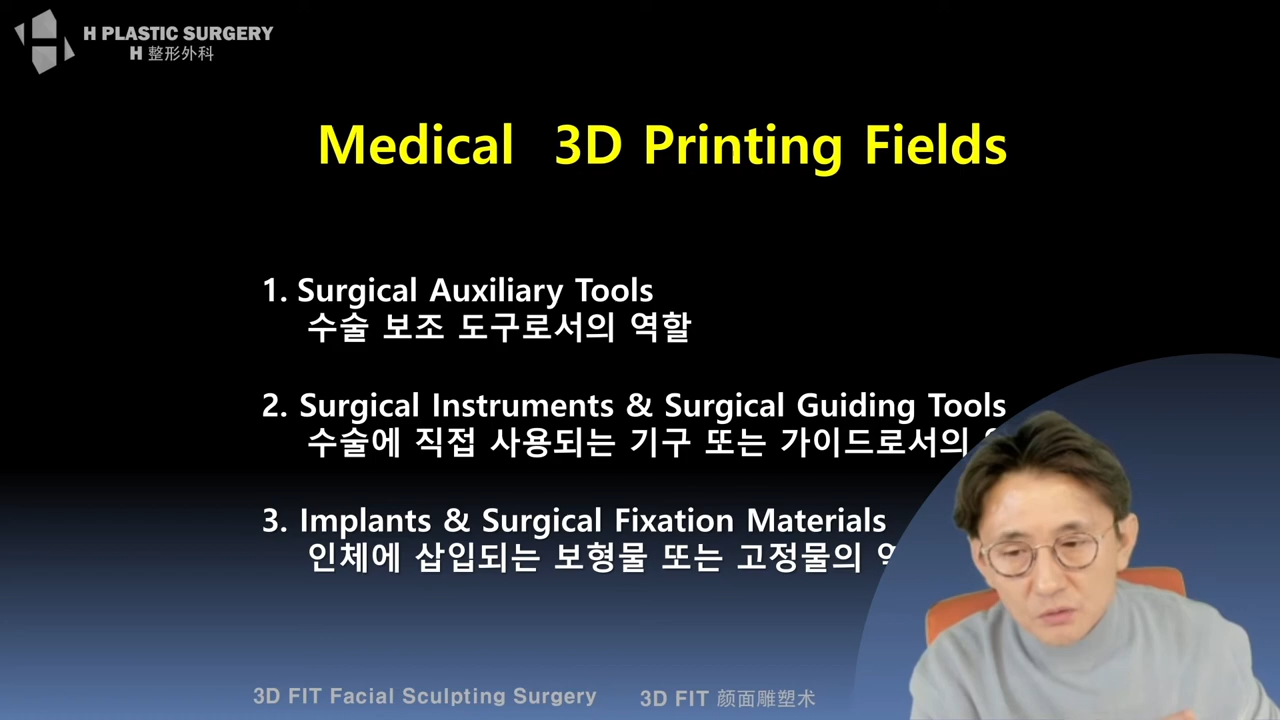 H PLASTIC SURGERY
H 整形外科
Medical 3D Printing Fields
1. Surgical Auxiliary Tools
수술 보조 도구로서의 역할
2. Surgical Instruments & Surgical Guiding Tools
수술에 직접 사용되는 기구 또는 가이드로서의
3. Implants & Surgical Fixation Materials
인체에 삽입되는 보형물 또는 고정물의
3D FIT Facial Sculpting Surgery 3D FIT 颜面雕塑术